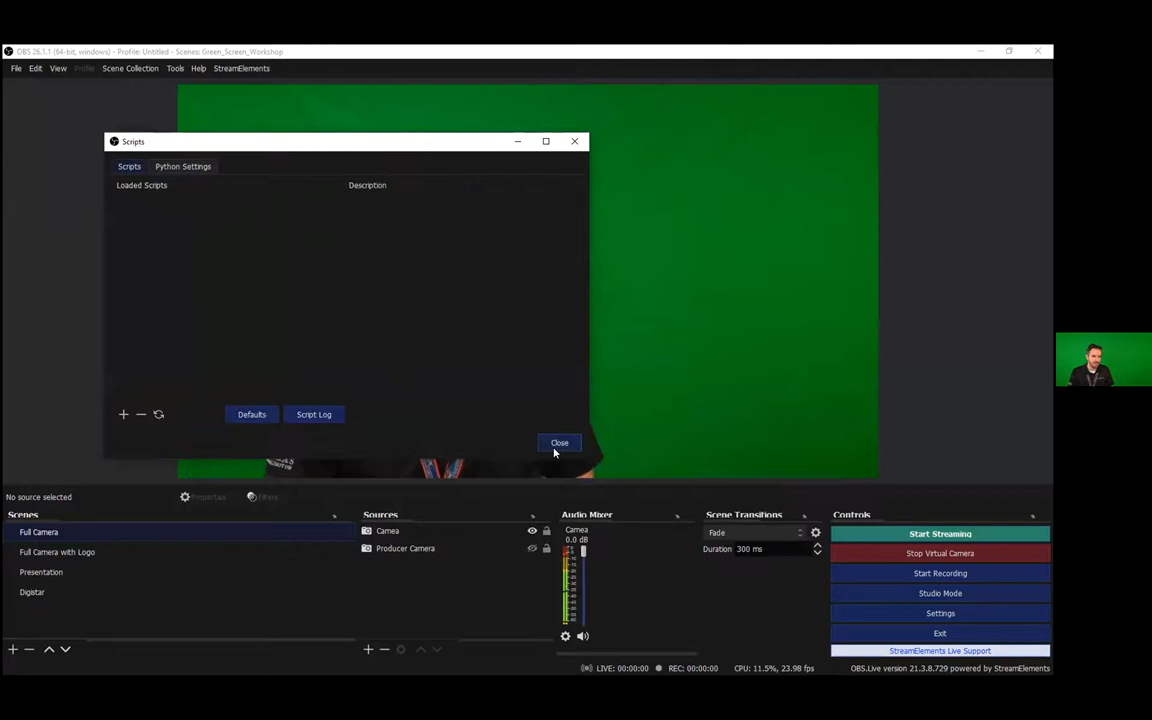 OBS 26.1.1 (64-bit, windows) - Profile: Untitled - Scenes: Green_Screen_Workshop
File Edit View Profile Scene Collection Tools Help StreamElements
Scripts
Scripts Python Settings
Loaded Scripts Description
Defaults Script Log
Close
No source selected Properties Filters
Scenes Sources Audio Mixer Scene Transitions Controls
Full Camera
Full Camera with Logo
Presentation
Digistar
Camea
Producer Camera
Camea
0.0 dB
Fade
Duration 300 ms
Start Streaming
Stop Virtual Camera
Start Recording
Studio Mode
Settings
Exit
StreamElements Live Support
LIVE: 00:00:00 REC: 00:00:00 CPU: 11.5%, 23.98 fps OBS.Live version 21.3.8.729 powered by StreamElements